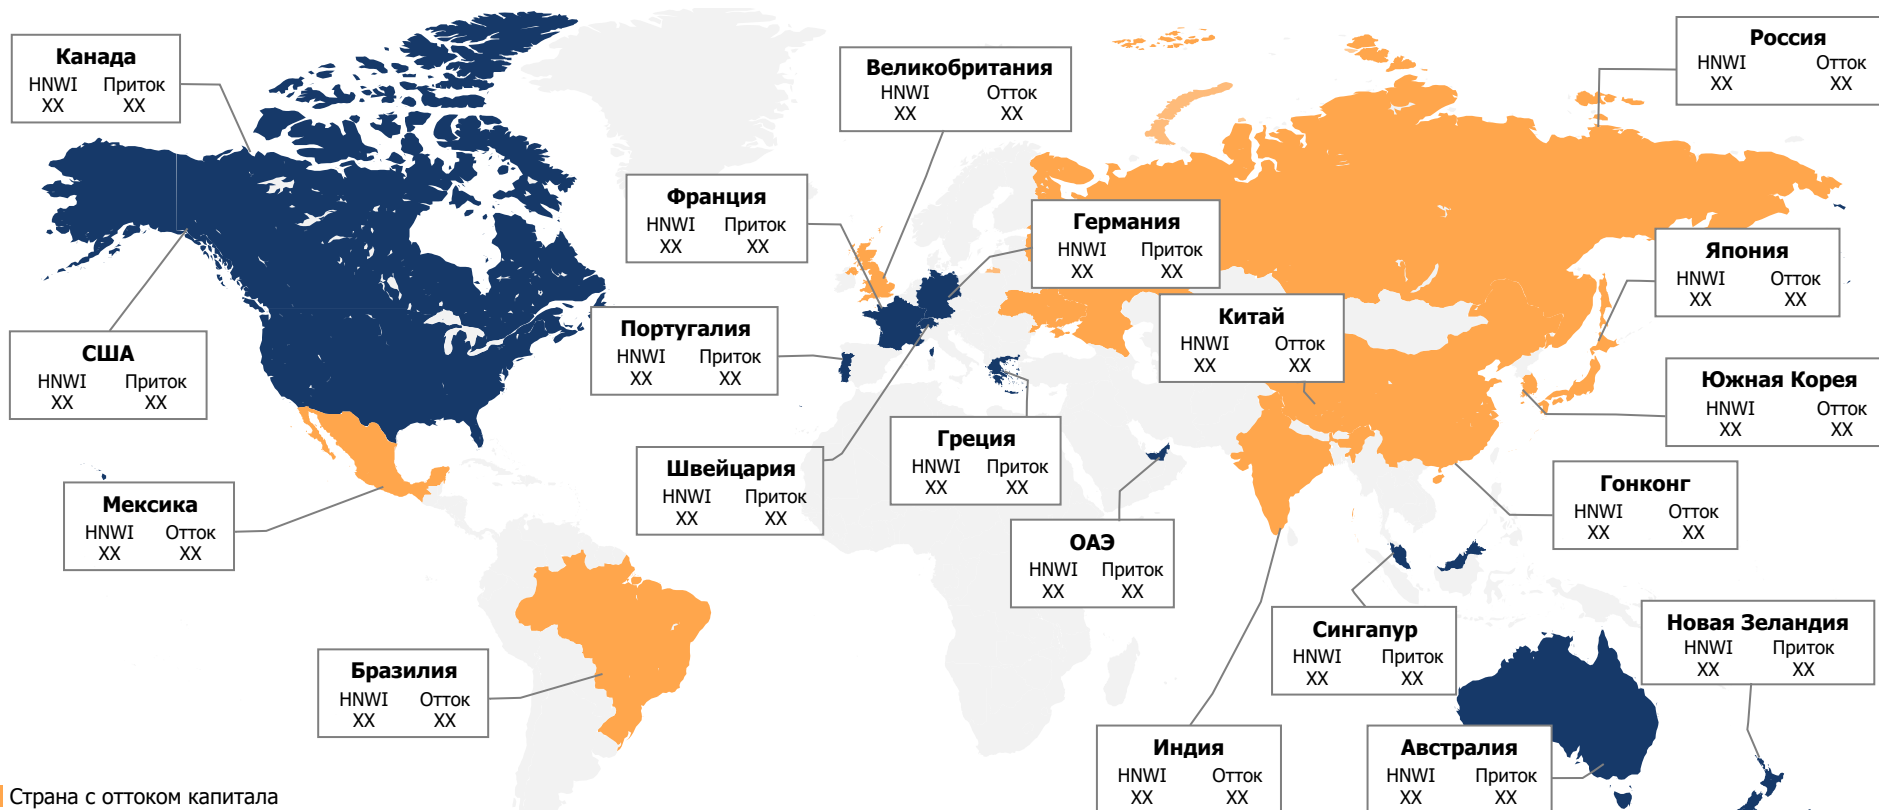 Канада
HNWI Приток
XX XX
Великобритания
HNWI Отток
XX XX
Россия
HNWI Отток
XX XX
Франция
HNWI Приток
XX XX
Германия
HNWI Приток
XX XX
Япония
HNWI Отток
XX XX
США
HNWI Приток
XX XX
Португалия
HNWI Приток
XX XX
Китай
HNWI Отток
XX XX
Южная Корея
HNWI Отток
XX XX
Мексика
HNWI Отток
XX XX
Швейцария
HNWI Приток
XX XX
Греция
HNWI Приток
XX XX
Гонконг
HNWI Отток
XX XX
ОАЭ
HNWI Приток
XX XX
Бразилия
HNWI Отток
XX XX
Сингапур
HNWI Приток
XX XX
Новая Зеландия
HNWI Приток
XX XX
Индия
HNWI Отток
XX XX
Австралия
HNWI Приток
XX XX
Страна с оттоком капитала